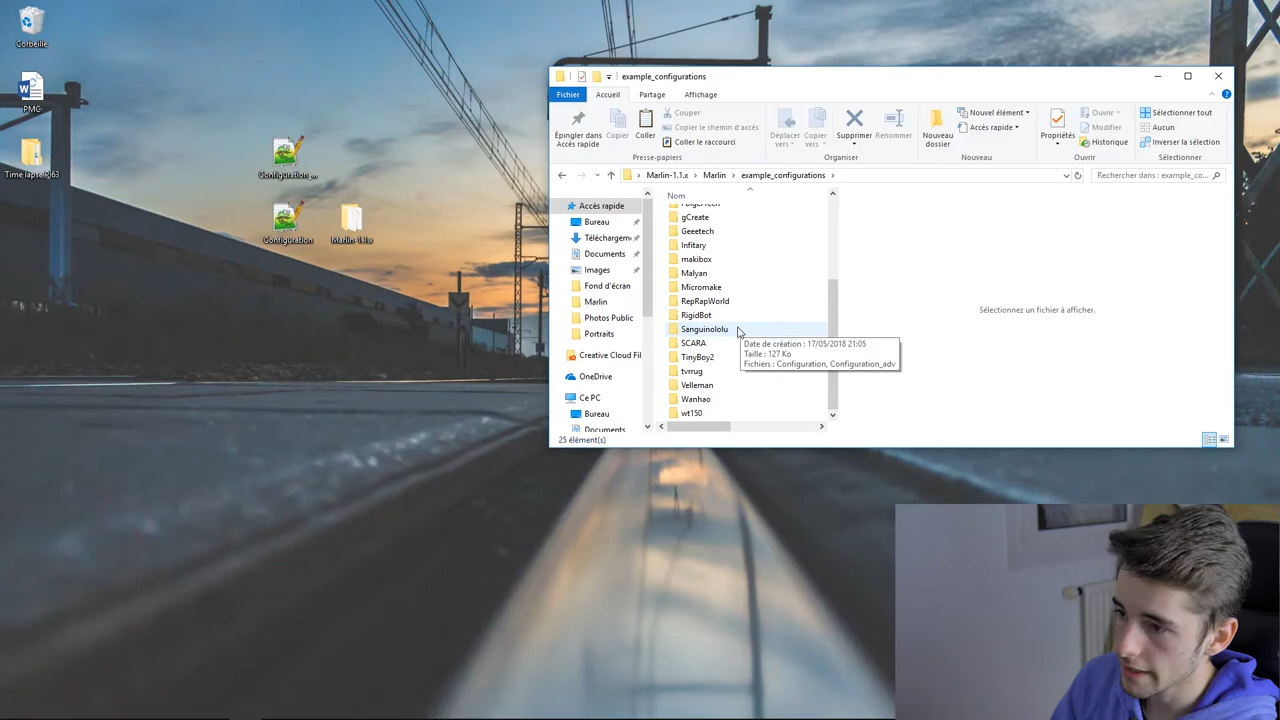 Corbeille
PMC
Time lapse PJ63
Configuration_...
Configuration
Marlin-1.1.x
example_configurations
Fichier
Accueil
Partage
Affichage
Épingler dans Accès rapide
Copier
Coller
Couper
Copier le chemin d'accès
Coller le raccourci
Presse-papiers
Déplacer vers
Copier vers
Supprimer
Renommer
Organiser
Nouveau dossier
Nouvel élément
Accès rapide
Nouveau
Propriétés
Ouvrir
Modifier
Historique
Ouvrir
Sélectionner tout
Aucun
Inverser la sélection
Sélectionner
Marlin-1.1.x > Marlin > example_configurations >
Rechercher dans : example_co...
Accès rapide
Bureau
Téléchargem
Documents
Images
Fond d'écran
Marlin
Photos Public
Portraits
Creative Cloud Fil
OneDrive
Ce PC
Bureau
Documents
Nom
gCreate
Geeetech
Infitary
makibox
Malyan
Micromake
RepRapWorld
RigidBot
Sanguinololu
SCARA
TinyBoy2
tvrrug
Velleman
Wanhao
wt150
Date de création : 17/05/2018 21:05
Taille : 127 Ko
Fichiers : Configuration, Configuration_adv
Sélectionnez un fichier à afficher.
25 élément(s)